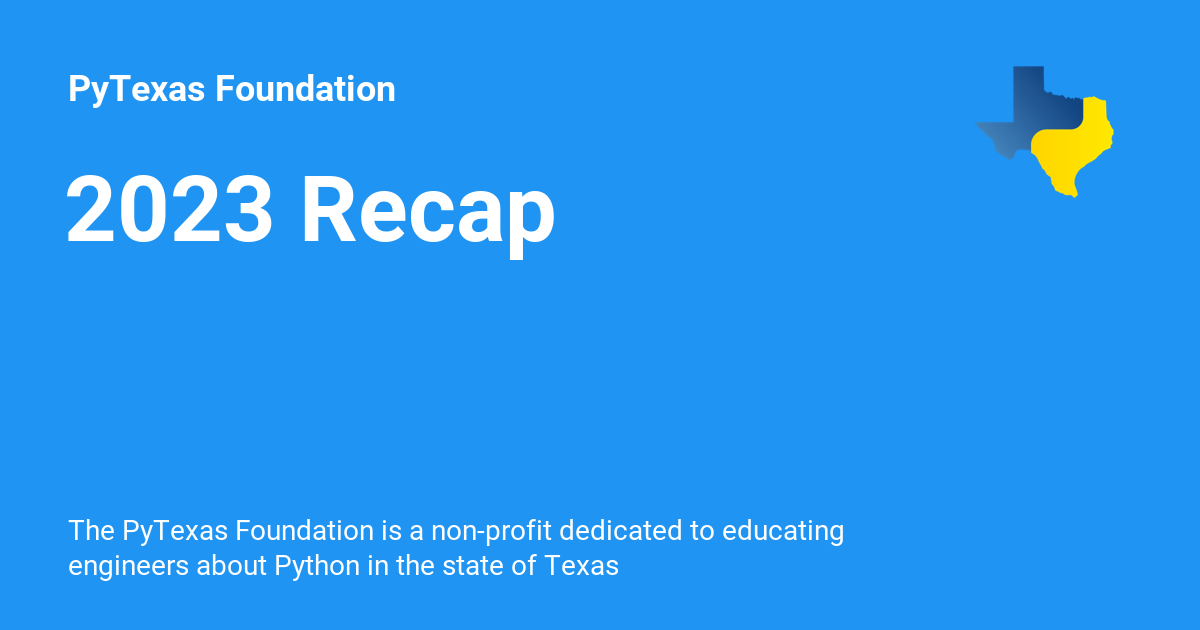 PyTexas Foundation
2023 Recap
The PyTexas Foundation is a non-profit dedicated to educating
engineers about Python in the state of Texas